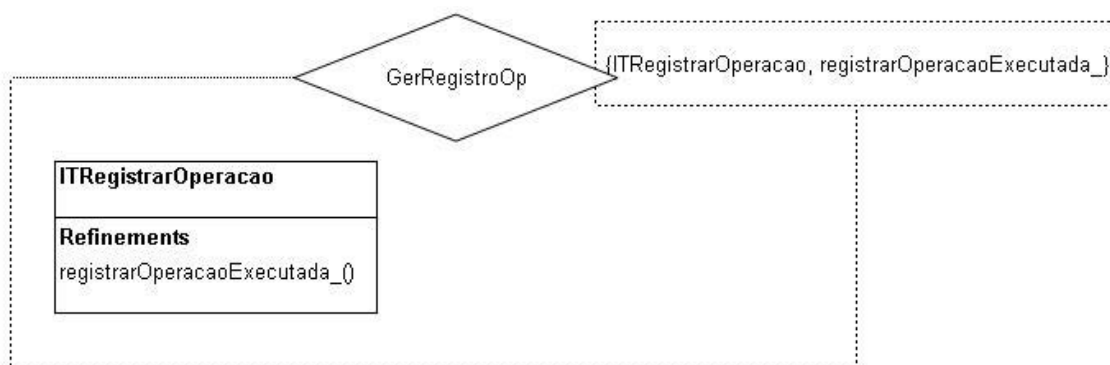 GerRegistroOp
{ITRegistrarOperacao, registrarOperacaoExecutada_}
ITRegistrarOperacao
Refinements
registrarOperacaoExecutada_()